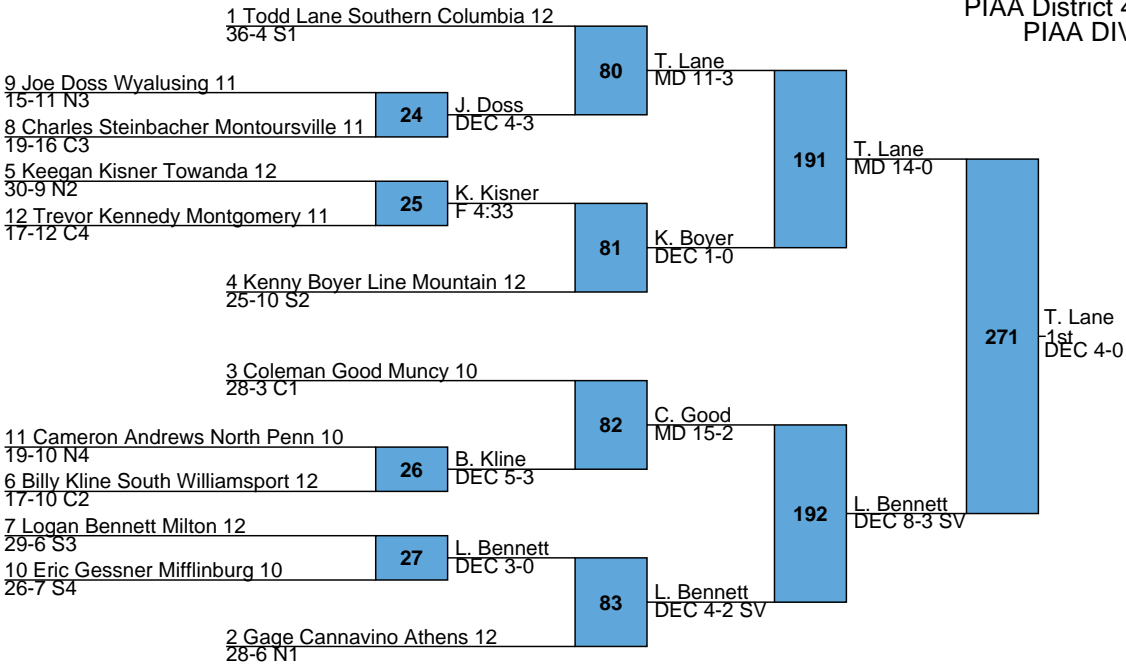 PIAA District 4
PIAA DIV
1 Todd Lane Southern Columbia 12
36-4 S1
80
T. Lane
MD 11-3
9 Joe Doss Wyalusing 11
15-11 N3
24
J. Doss
DEC 4-3
8 Charles Steinbacher Montoursville 11
19-16 C3
191
T. Lane
MD 14-0
5 Keegan Kisner Towanda 12
30-9 N2
25
K. Kisner
F 4:33
12 Trevor Kennedy Montgomery 11
17-12 C4
81
K. Boyer
DEC 1-0
4 Kenny Boyer Line Mountain 12
25-10 S2
271
T. Lane
1st
DEC 4-0
3 Coleman Good Muncy 10
28-3 C1
82
C. Good
MD 15-2
11 Cameron Andrews North Penn 10
19-10 N4
26
B. Kline
DEC 5-3
6 Billy Kline South Williamsport 12
17-10 C2
192
L. Bennett
DEC 8-3 SV
7 Logan Bennett Milton 12
29-6 S3
27
L. Bennett
DEC 3-0
10 Eric Gessner Mifflinburg 10
26-7 S4
83
L. Bennett
DEC 4-2 SV
2 Gage Cannavino Athens 12
28-6 N1